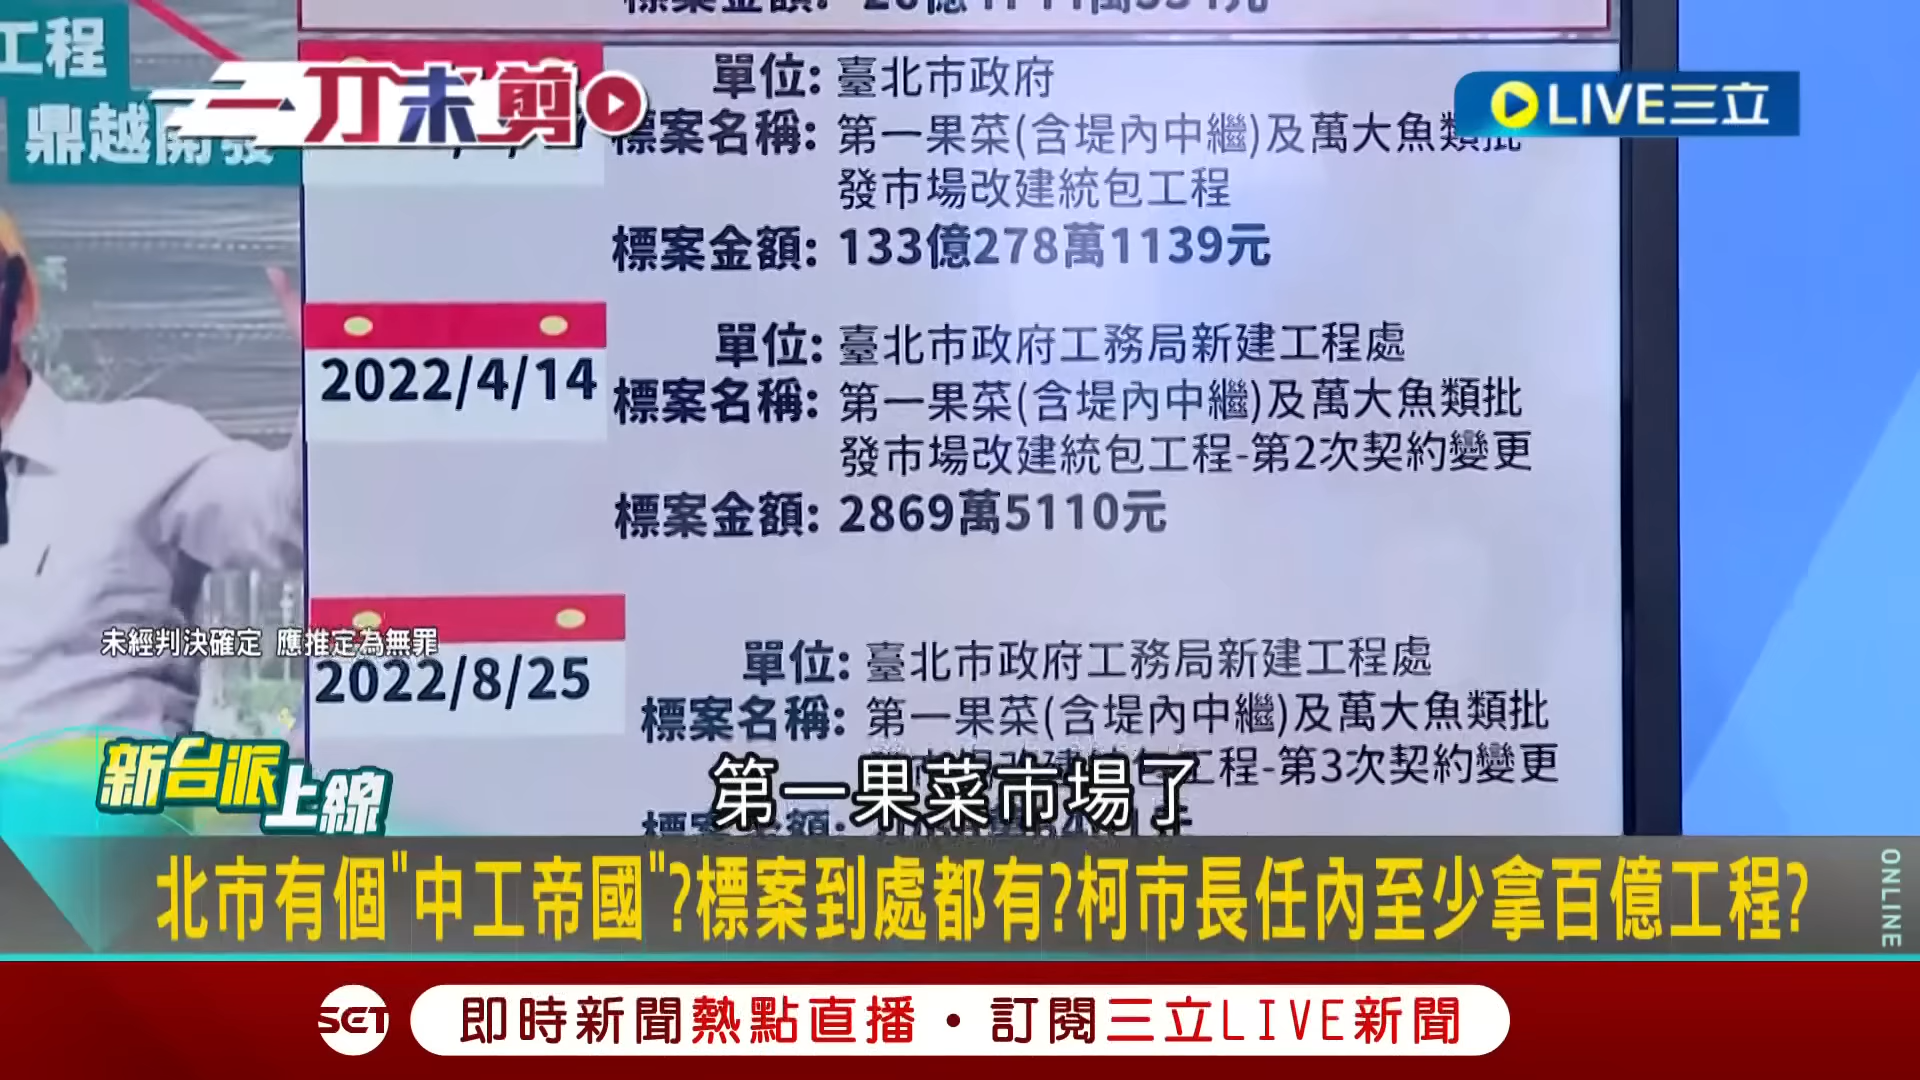 工程
鼎越開發
一刀未剪
LIVE三立
標案金額:
單位: 臺北市政府
標案名稱: 第一果菜(含堤內中繼)及萬大魚類批
發市場改建統包工程
標案金額: 133億278萬1139元
2022/4/14
單位: 臺北市政府工務局新建工程處
標案名稱: 第一果菜(含堤內中繼)及萬大魚類批
發市場改建統包工程-第2次契約變更
標案金額: 2869萬5110元
未經判決確定 應推定為無罪
2022/8/25
單位: 臺北市政府工務局新建工程處
標案名稱: 第一果菜(含堤內中繼)及萬大魚類批
工程-第3次契約變更
第一果菜市場了
新台派上線
北市有個"中工帝國"?標案到處都有?柯市長任內至少拿百億工程?
ONLINE
SET
即時新聞熱點直播・訂閱三立LIVE新聞